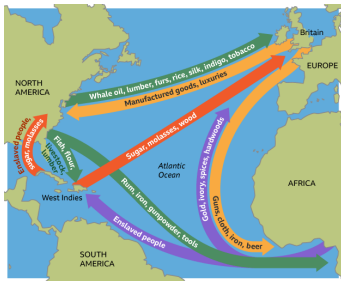 Britain
EUROPE
NORTH
AMERICA
Whale oil, lumber, furs, rice, silk, indigo, tobacco
Manufactured goods, luxuries
Enslaved people,
sugar, molasses
Fish, flour,
livestock,
lumber
Sugar, molasses, wood
Gold, ivory, spices, hardwoods
Atlantic
Ocean
AFRICA
Guns, cloth, iron, beer
West Indies
Rum, iron, gunpowder, tools
Enslaved people
SOUTH
AMERICA